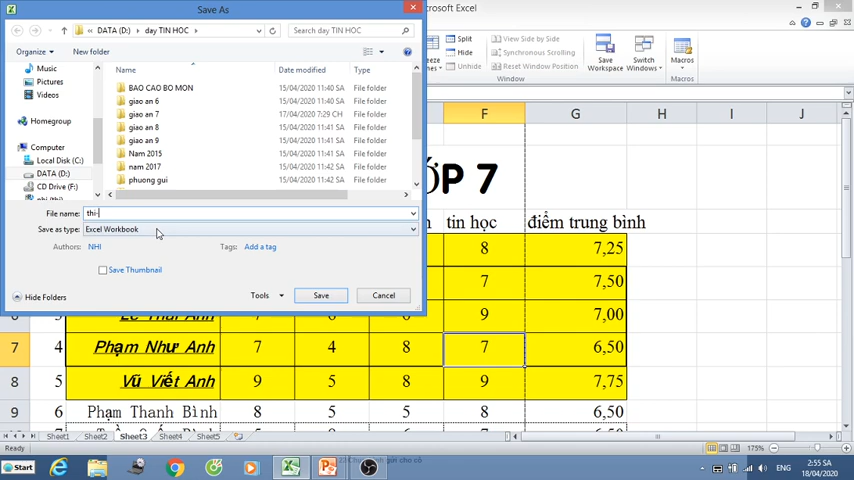 Save As
icrosoft Excel
DATA (D:) day TIN HOC Search day TIN HOC
Organize New folder
Split View Side by Side
Hide Synchronous Scrolling
Unhide Reset Window Position
Save Workspace Switch Windows Macros
Window Macros
Name Date modified Type
Music
Pictures
Videos
Homegroup
Computer
Local Disk (C:)
DATA (D:)
CD Drive (F:)
BAO CAO BO MON 15/04/2020 11:40 SA File folder
giao an 6 15/04/2020 11:40 SA File folder
giao an 7 17/04/2020 7:29 CH File folder
giao an 8 15/04/2020 11:41 SA File folder
giao an 9 15/04/2020 11:41 SA File folder
Nam 2015 15/04/2020 11:42 SA File folder
nam 2017 15/04/2020 11:42 SA File folder
phuong gui 15/04/2020 11:42 SA File folder
File name: thi-
Save as type: Excel Workbook
Authors: NHI Tags: Add a tag
Save Thumbnail
Hide Folders Tools Save Cancel
F G H I J
ỚP 7
n tin học điểm trung bình
8 7,25
7 7,50
9 7,00
7 4 Phạm Như Anh 7 4 8 7 6,50
8 5 Vũ Viết Anh 9 5 8 9 7,75
9 6 Phạm Thanh Bình 8 5 5 8 6,50
Sheet1 Sheet2 Sheet3 Sheet4 Sheet5
Ready 175%
Start ENG 2:55 SA
18/04/2020